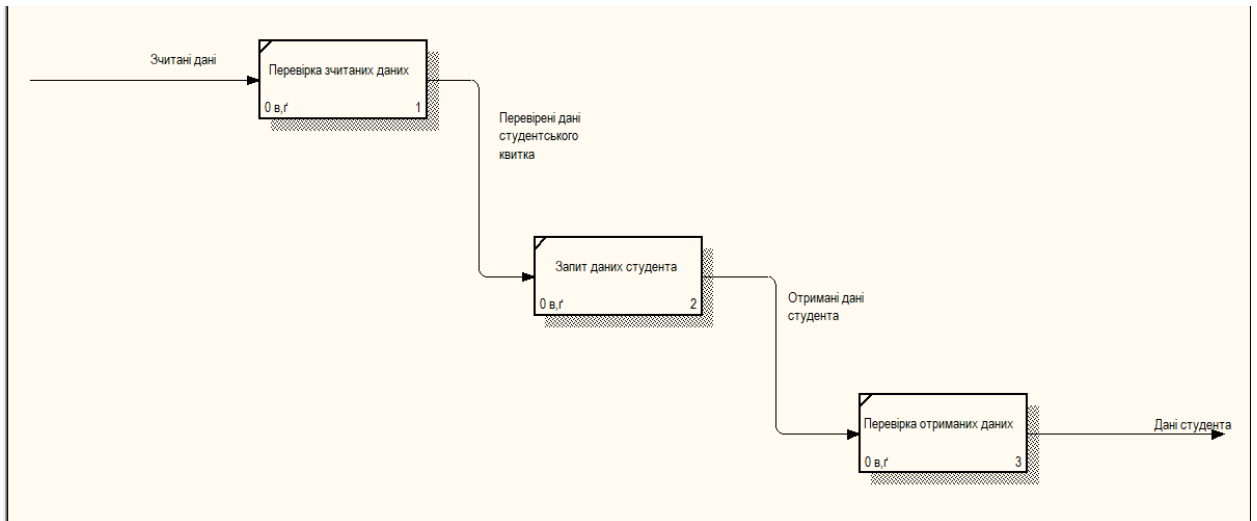 Зчитані дані
Перевірка зчитаних даних
0 в,ґ
1
Перевірені дані
студентського
квитка
Запит даних студента
0 в,ґ
2
Отримані дані
студента
Перевірка отриманих даних
0 в,ґ
3
Дані студента